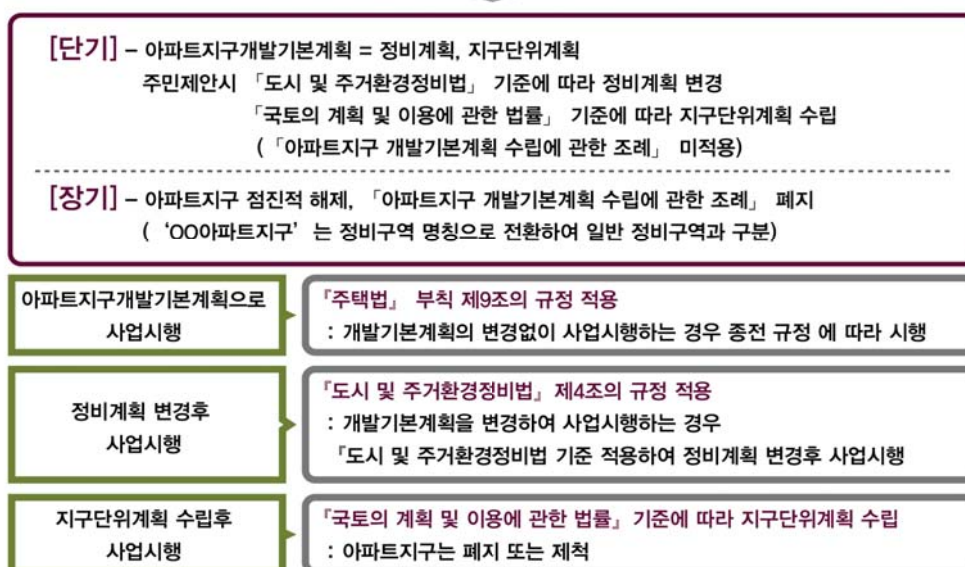 [단기] – 아파트지구개발기본계획 = 정비계획, 지구단위계획
주민제안시 「도시 및 주거환경정비법」 기준에 따라 정비계획 변경
「국토의 계획 및 이용에 관한 법률」 기준에 따라 지구단위계획 수립
(「아파트지구 개발기본계획 수립에 관한 조례」 미적용)
[장기] – 아파트지구 점진적 해제, 「아파트지구 개발기본계획 수립에 관한 조례」 폐지
( ‘OO아파트지구’ 는 정비구역 명칭으로 전환하여 일반 정비구역과 구분)
아파트지구개발기본계획으로
사업시행
『주택법』 부칙 제9조의 규정 적용
: 개발기본계획의 변경없이 사업시행하는 경우 종전 규정 에 따라 시행
정비계획 변경후
사업시행
『도시 및 주거환경정비법』 제4조의 규정 적용
: 개발기본계획을 변경하여 사업시행하는 경우
『도시 및 주거환경정비법 기준 적용하여 정비계획 변경후 사업시행
지구단위계획 수립후
사업시행
『국토의 계획 및 이용에 관한 법률』 기준에 따라 지구단위계획 수립
: 아파트지구는 폐지 또는 제척